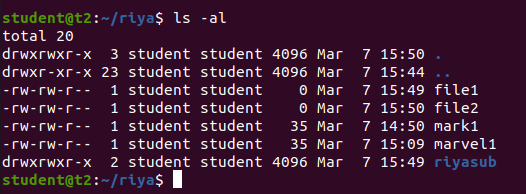 student@t2:~/riya$ ls -al
total 20
drwxrwxr-x  3 student student 4096 Mar  7 15:50 .
drwxr-xr-x 23 student student 4096 Mar  7 15:44 ..
-rw-rw-r--  1 student student    0 Mar  7 15:49 file1
-rw-rw-r--  1 student student    0 Mar  7 15:50 file2
-rw-rw-r--  1 student student   35 Mar  7 14:50 mark1
-rw-rw-r--  1 student student   35 Mar  7 15:09 marvel1
drwxrwxr-x  2 student student 4096 Mar  7 15:49 riyasub
student@t2:~/riya$